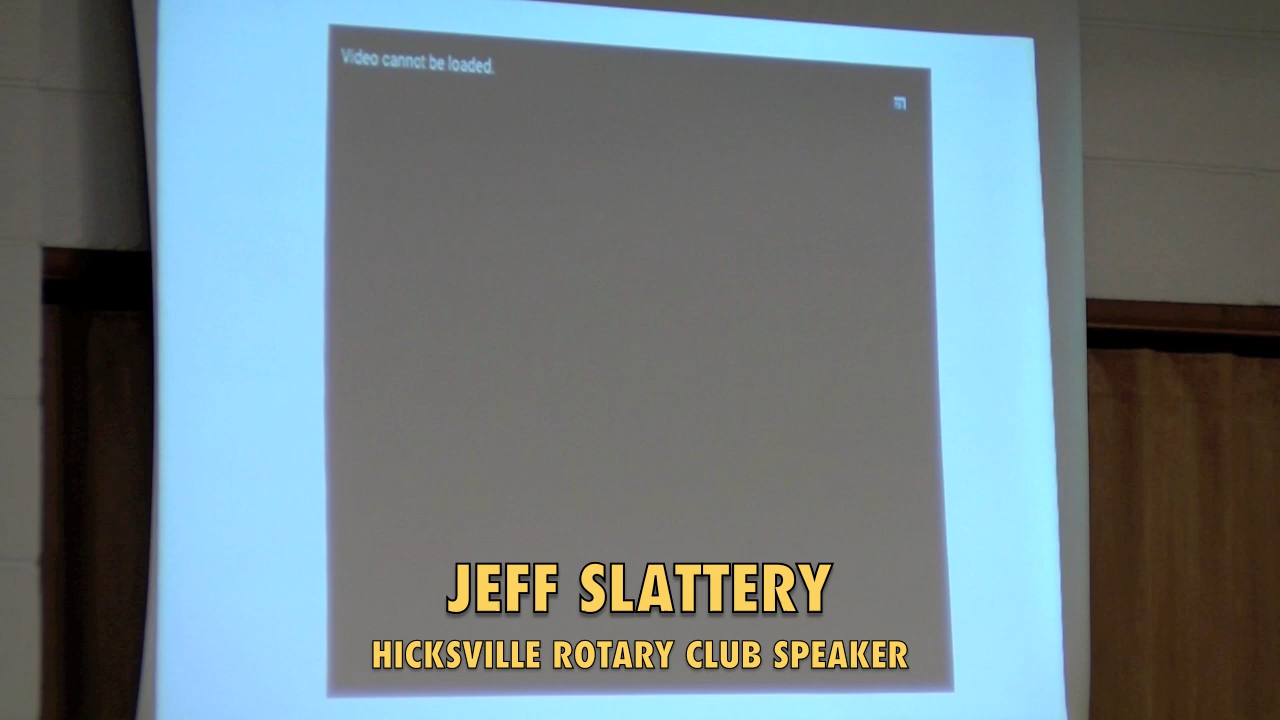 Video cannot be loaded.
JEFF SLATTERY
HICKSVILLE ROTARY CLUB SPEAKER